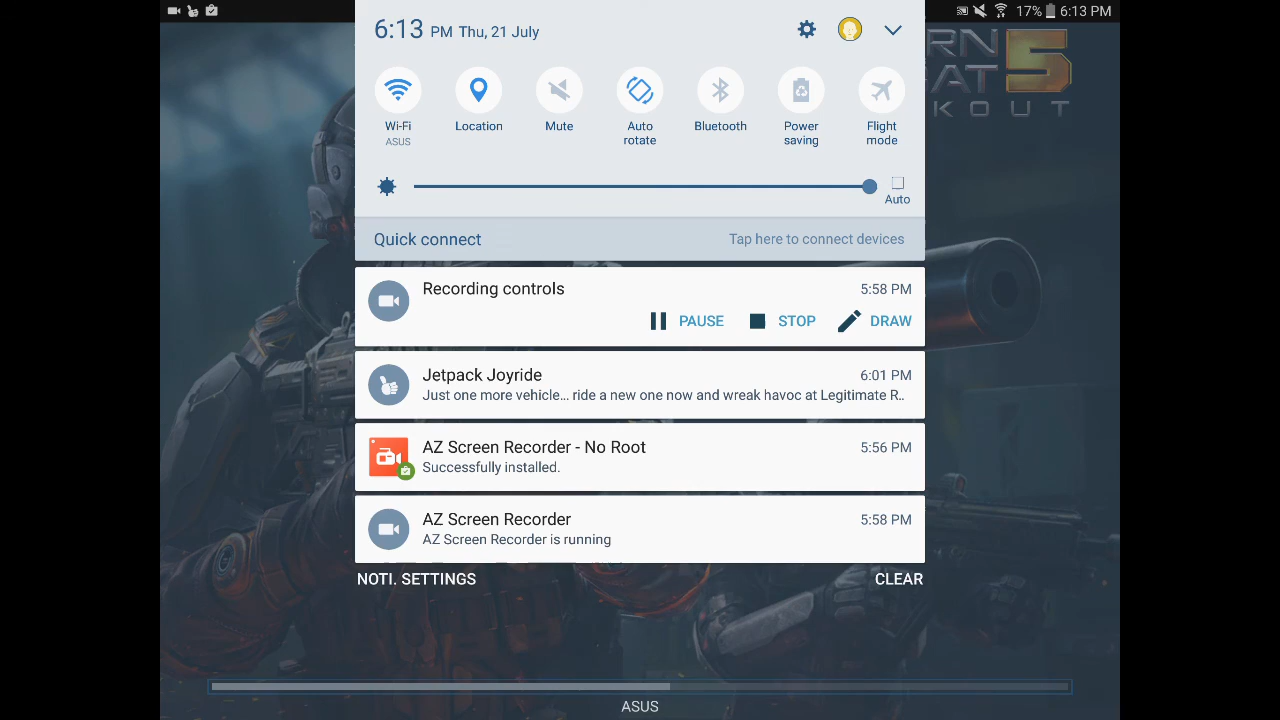 17% 6:13 PM
6:13 PM Thu, 21 July
Wi-Fi
ASUS
Location
Mute
Auto
rotate
Bluetooth
Power
saving
Flight
mode
Auto
Quick connect
Tap here to connect devices
Recording controls 5:58 PM
PAUSE STOP DRAW
Jetpack Joyride 6:01 PM
Just one more vehicle... ride a new one now and wreak havoc at Legitimate R..
AZ Screen Recorder - No Root 5:56 PM
Successfully installed.
AZ Screen Recorder 5:58 PM
AZ Screen Recorder is running
NOTI. SETTINGS CLEAR
ASUS
RN
AT 5
KOUT